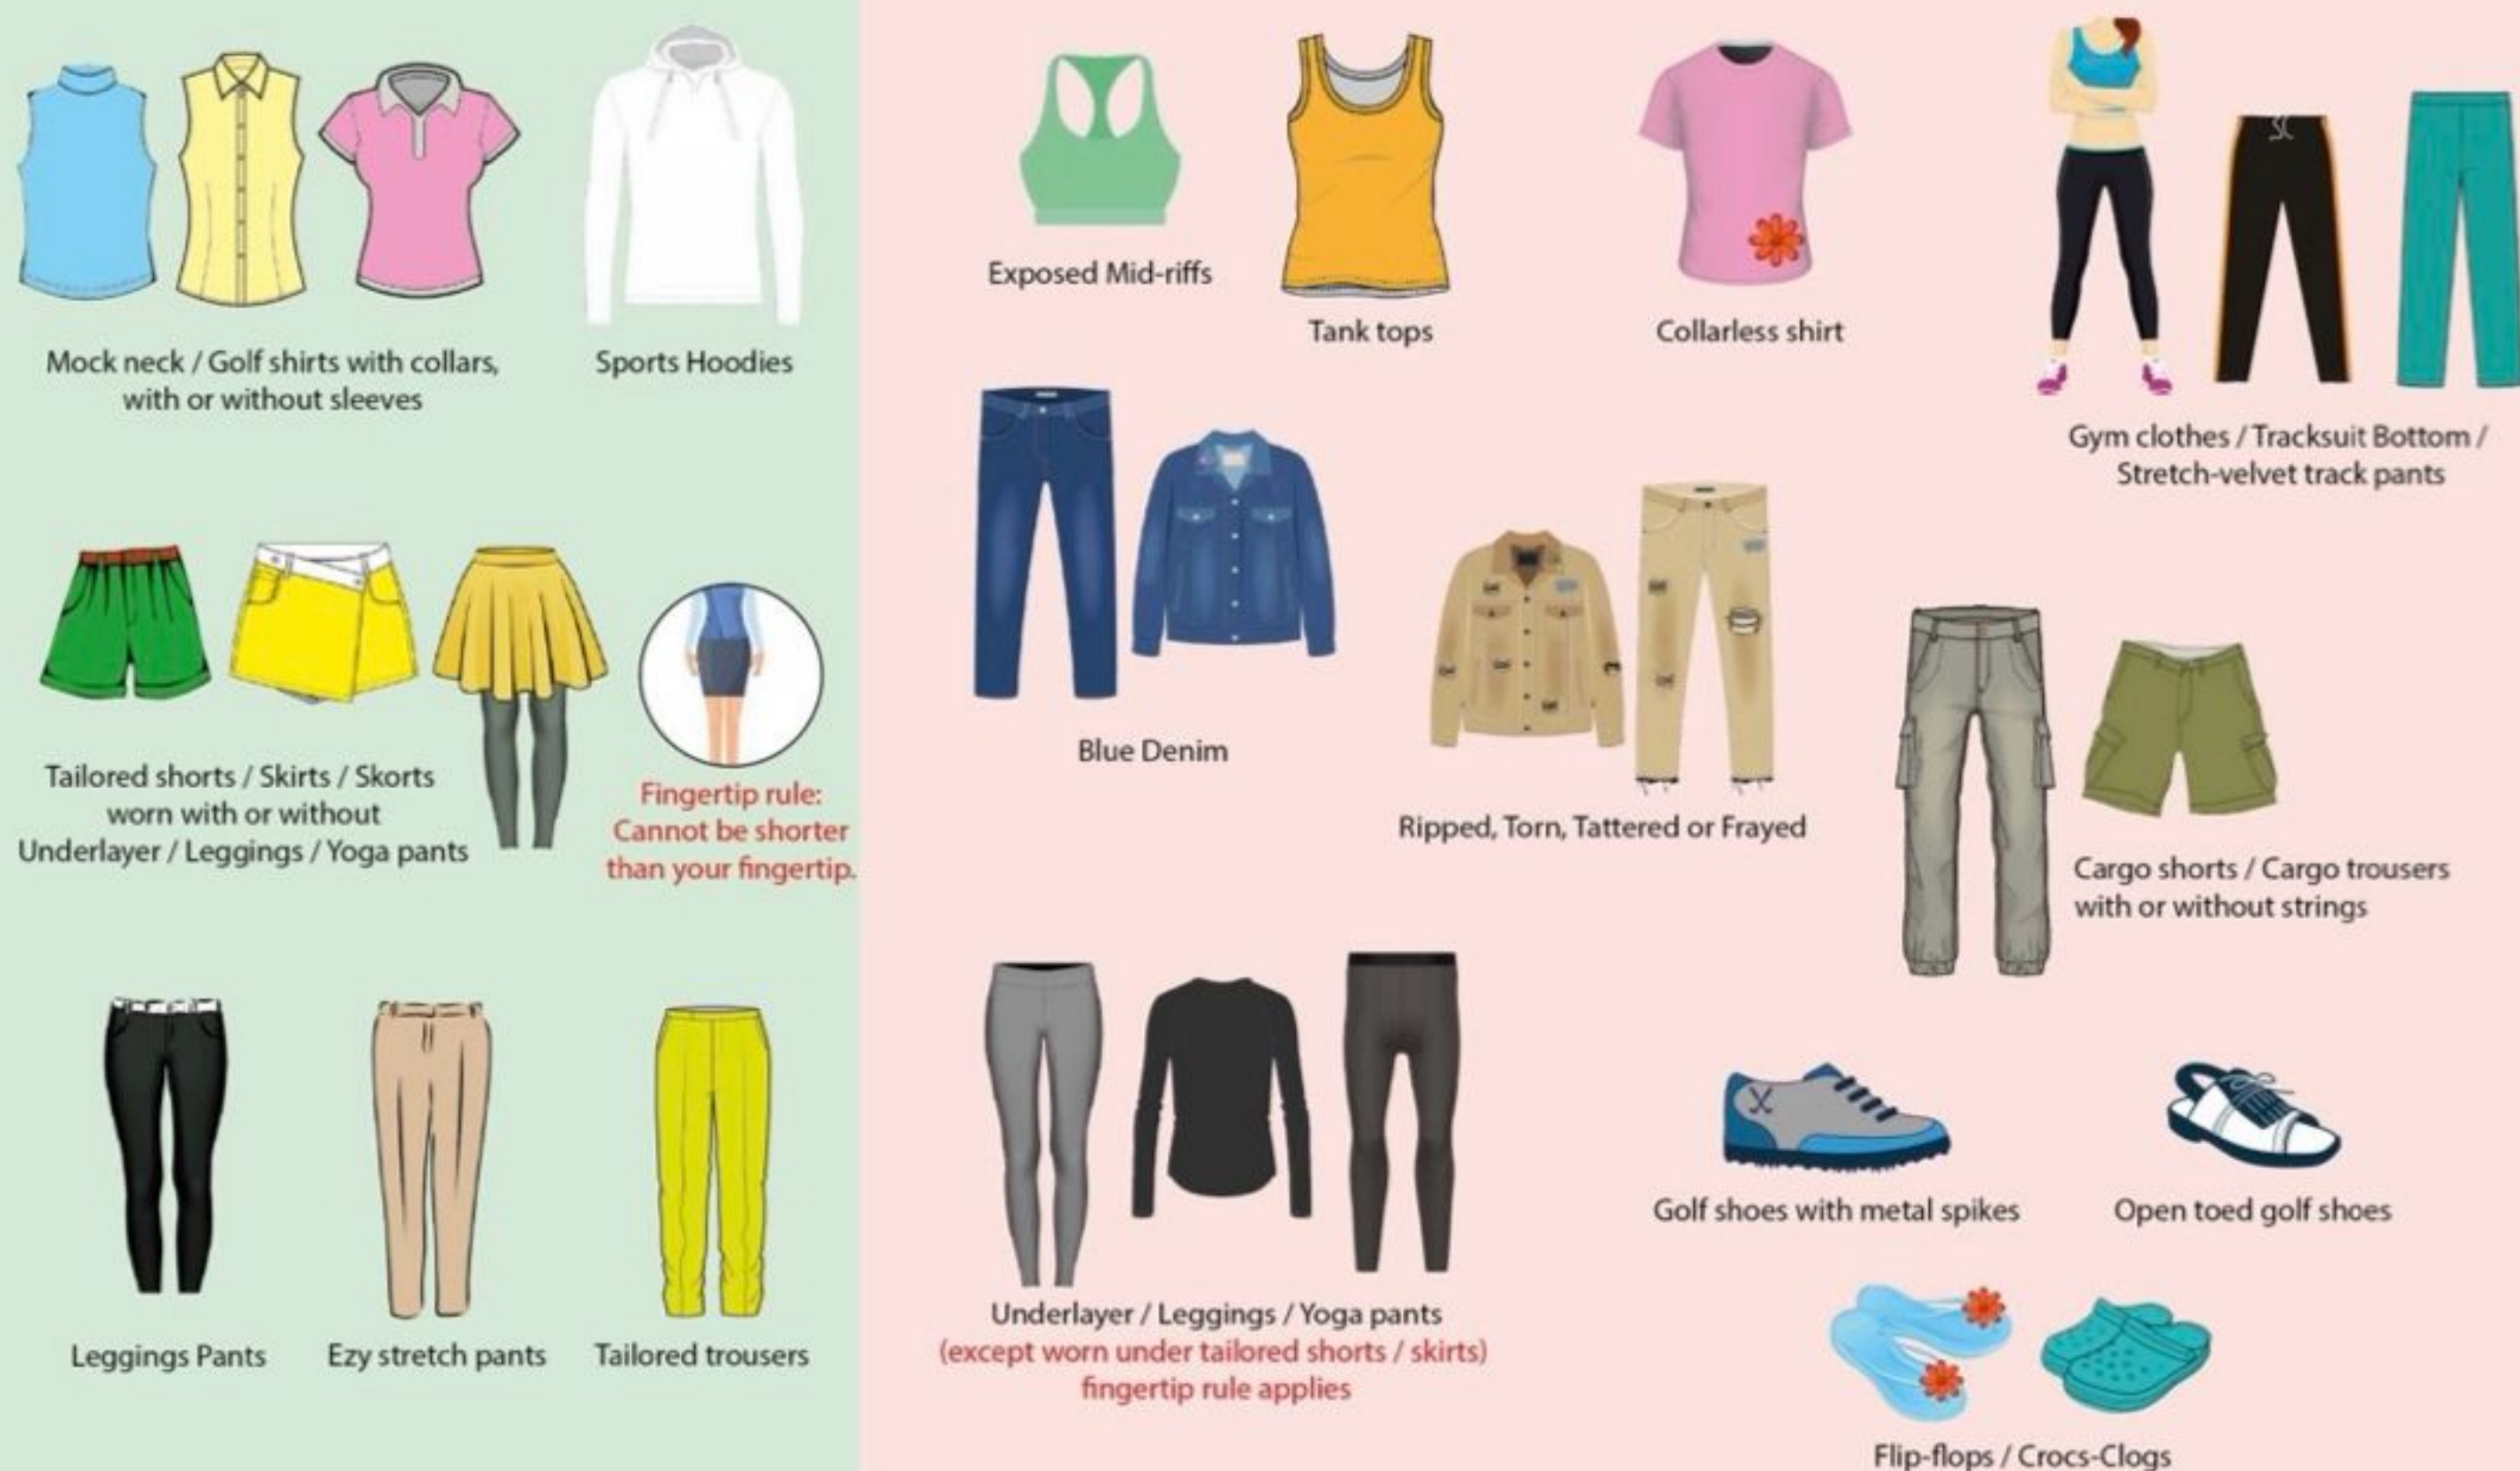 Mock neck / Golf shirts with collars,
with or without sleeves
Sports Hoodies
Tailored shorts / Skirts / Skorts
worn with or without
Underlayer / Leggings / Yoga pants
Fingertip rule:
Cannot be shorter
than your fingertip.
Leggings Pants
Ezy stretch pants
Tailored trousers
Exposed Mid-riffs
Tank tops
Collarless shirt
Gym clothes / Tracksuit Bottom /
Stretch-velvet track pants
Blue Denim
Ripped, Torn, Tattered or Frayed
Cargo shorts / Cargo trousers
with or without strings
Underlayer / Leggings / Yoga pants
(except worn under tailored shorts / skirts)
fingertip rule applies
Golf shoes with metal spikes
Open toed golf shoes
Flip-flops / Crocs-Clogs